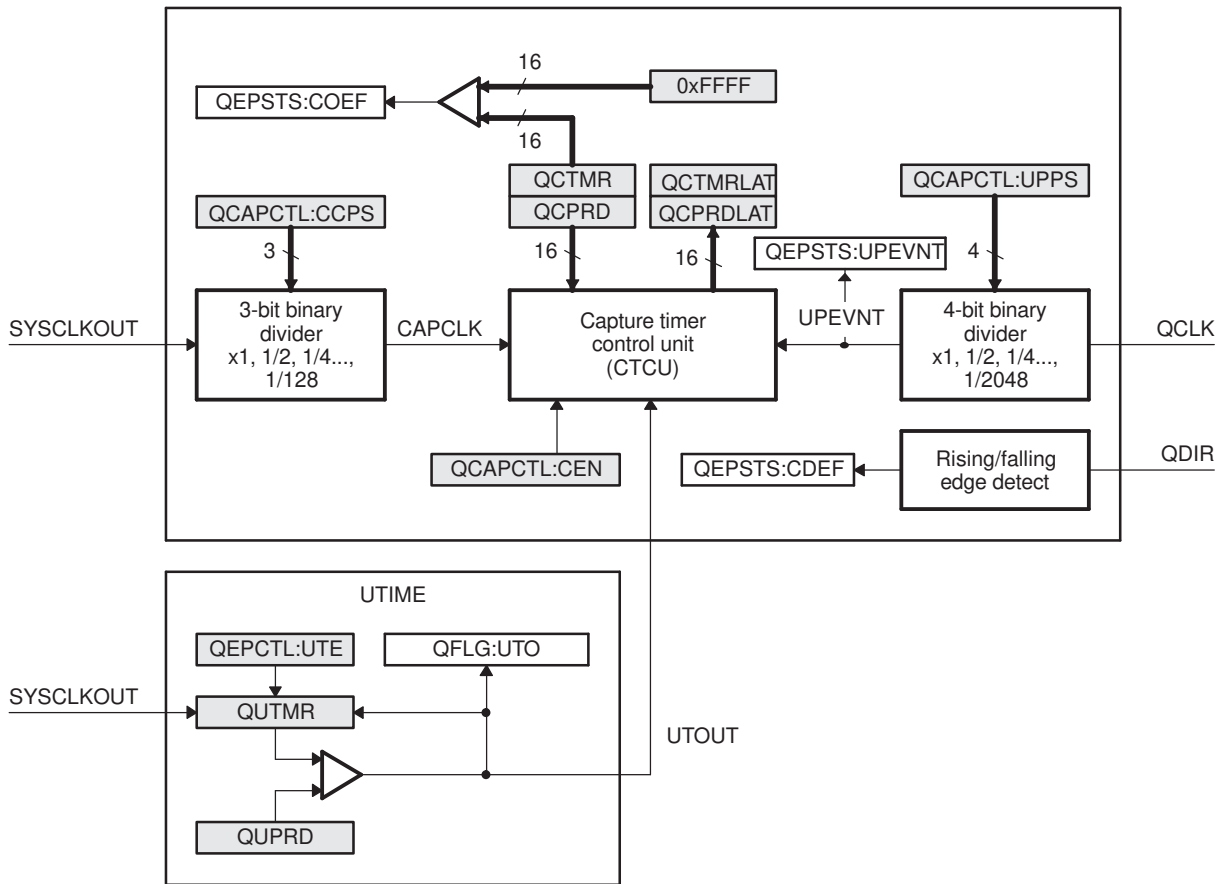 16
QEPSTS:COEF
0xFFFF
16
QCTMR
QCTMRLAT
QCAPCTL:UPPS
QCAPCTL:CCPS
QCPRD
QCPRDLAT
3
16
16
QEPSTS:UPEVNT
4
SYSCLKOUT
3-bit binary
divider
x1, 1/2, 1/4...,
1/128
CAPCLK
Capture timer
control unit
(CTCU)
UPEVNT
4-bit binary
divider
x1, 1/2, 1/4...,
1/2048
QCLK
QCAPCTL:CEN
QEPSTS:CDEF
Rising/falling
edge detect
QDIR
UTIME
QEPCTL:UTE
QFLG:UTO
SYSCLKOUT
QUTMR
UTOUT
QUPRD